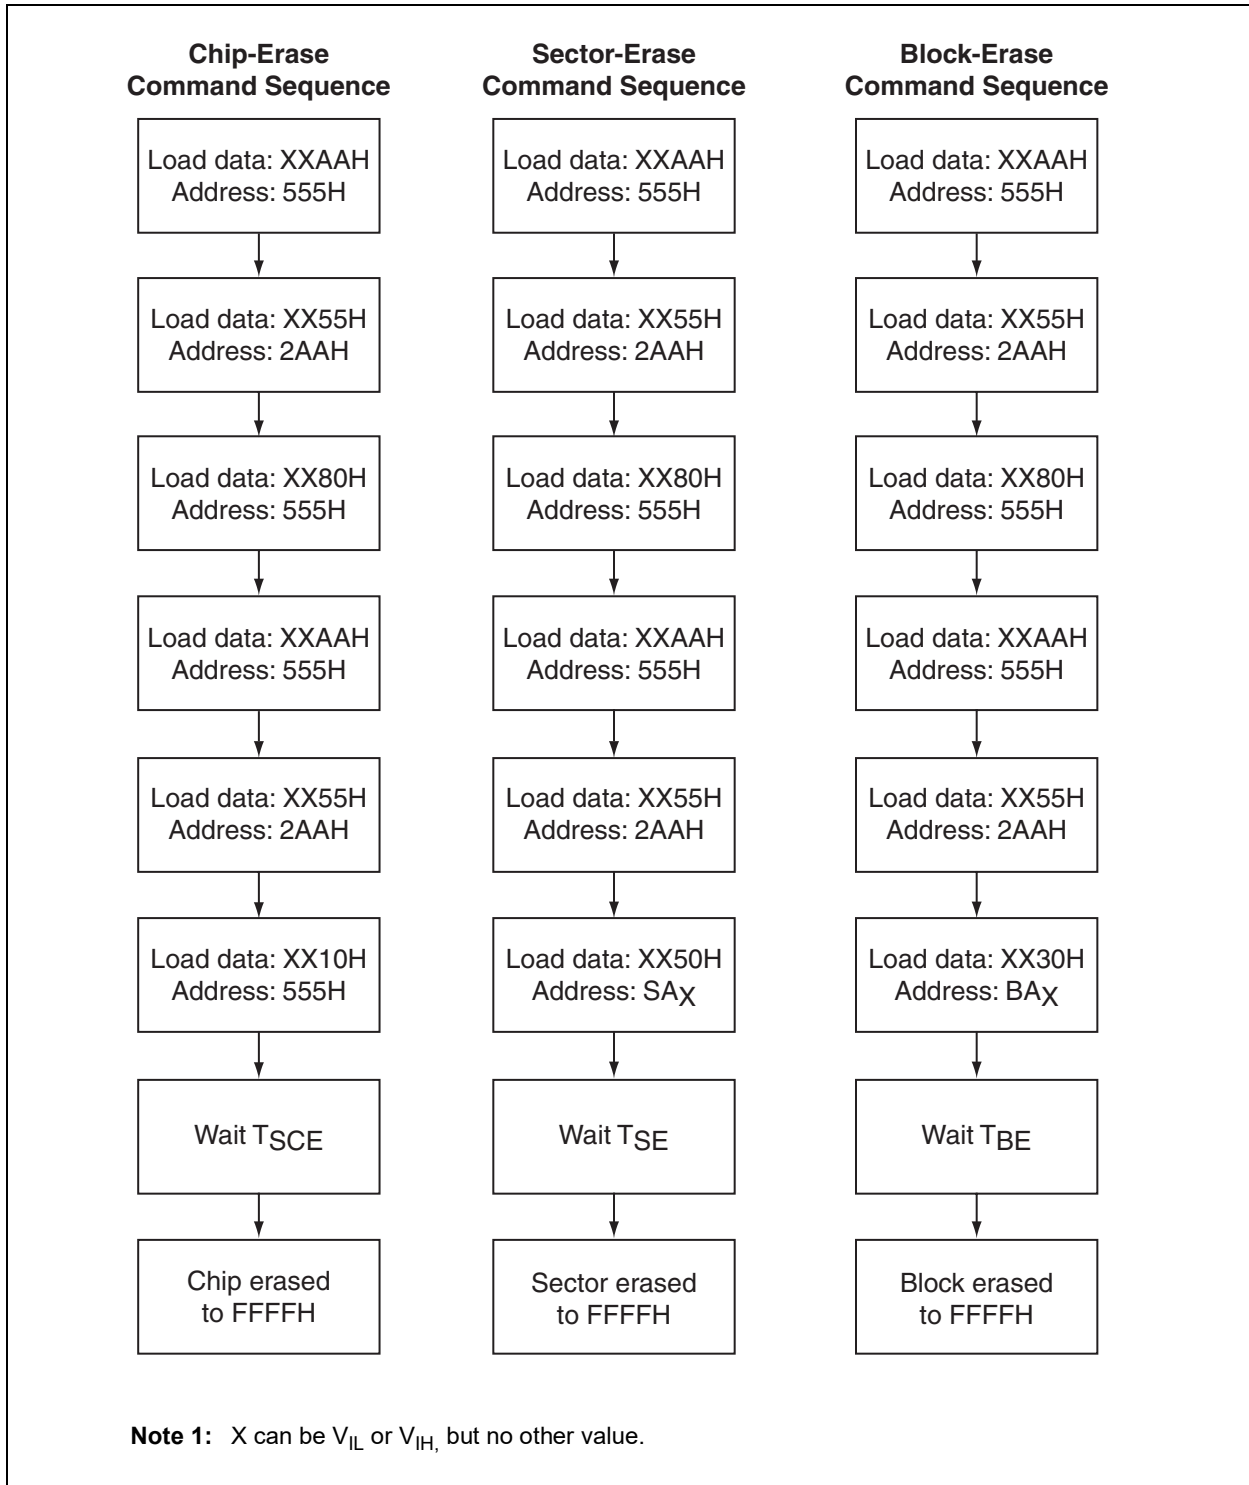 Chip-Erase
Command Sequence
Load data: XXAAH
Address: 555H
Load data: XX55H
Address: 2AAH
Load data: XX80H
Address: 555H
Load data: XXAAH
Address: 555H
Load data: XX55H
Address: 2AAH
Load data: XX10H
Address: 555H
Wait TSCE
Chip erased
to FFFFH
Sector-Erase
Command Sequence
Load data: XXAAH
Address: 555H
Load data: XX55H
Address: 2AAH
Load data: XX80H
Address: 555H
Load data: XXAAH
Address: 555H
Load data: XX55H
Address: 2AAH
Load data: XX50H
Address: SAX
Wait TSE
Sector erased
to FFFFH
Block-Erase
Command Sequence
Load data: XXAAH
Address: 555H
Load data: XX55H
Address: 2AAH
Load data: XX80H
Address: 555H
Load data: XXAAH
Address: 555H
Load data: XX55H
Address: 2AAH
Load data: XX30H
Address: BAX
Wait TBE
Block erased
to FFFFH
Note 1: X can be VIL or VIH, but no other value.